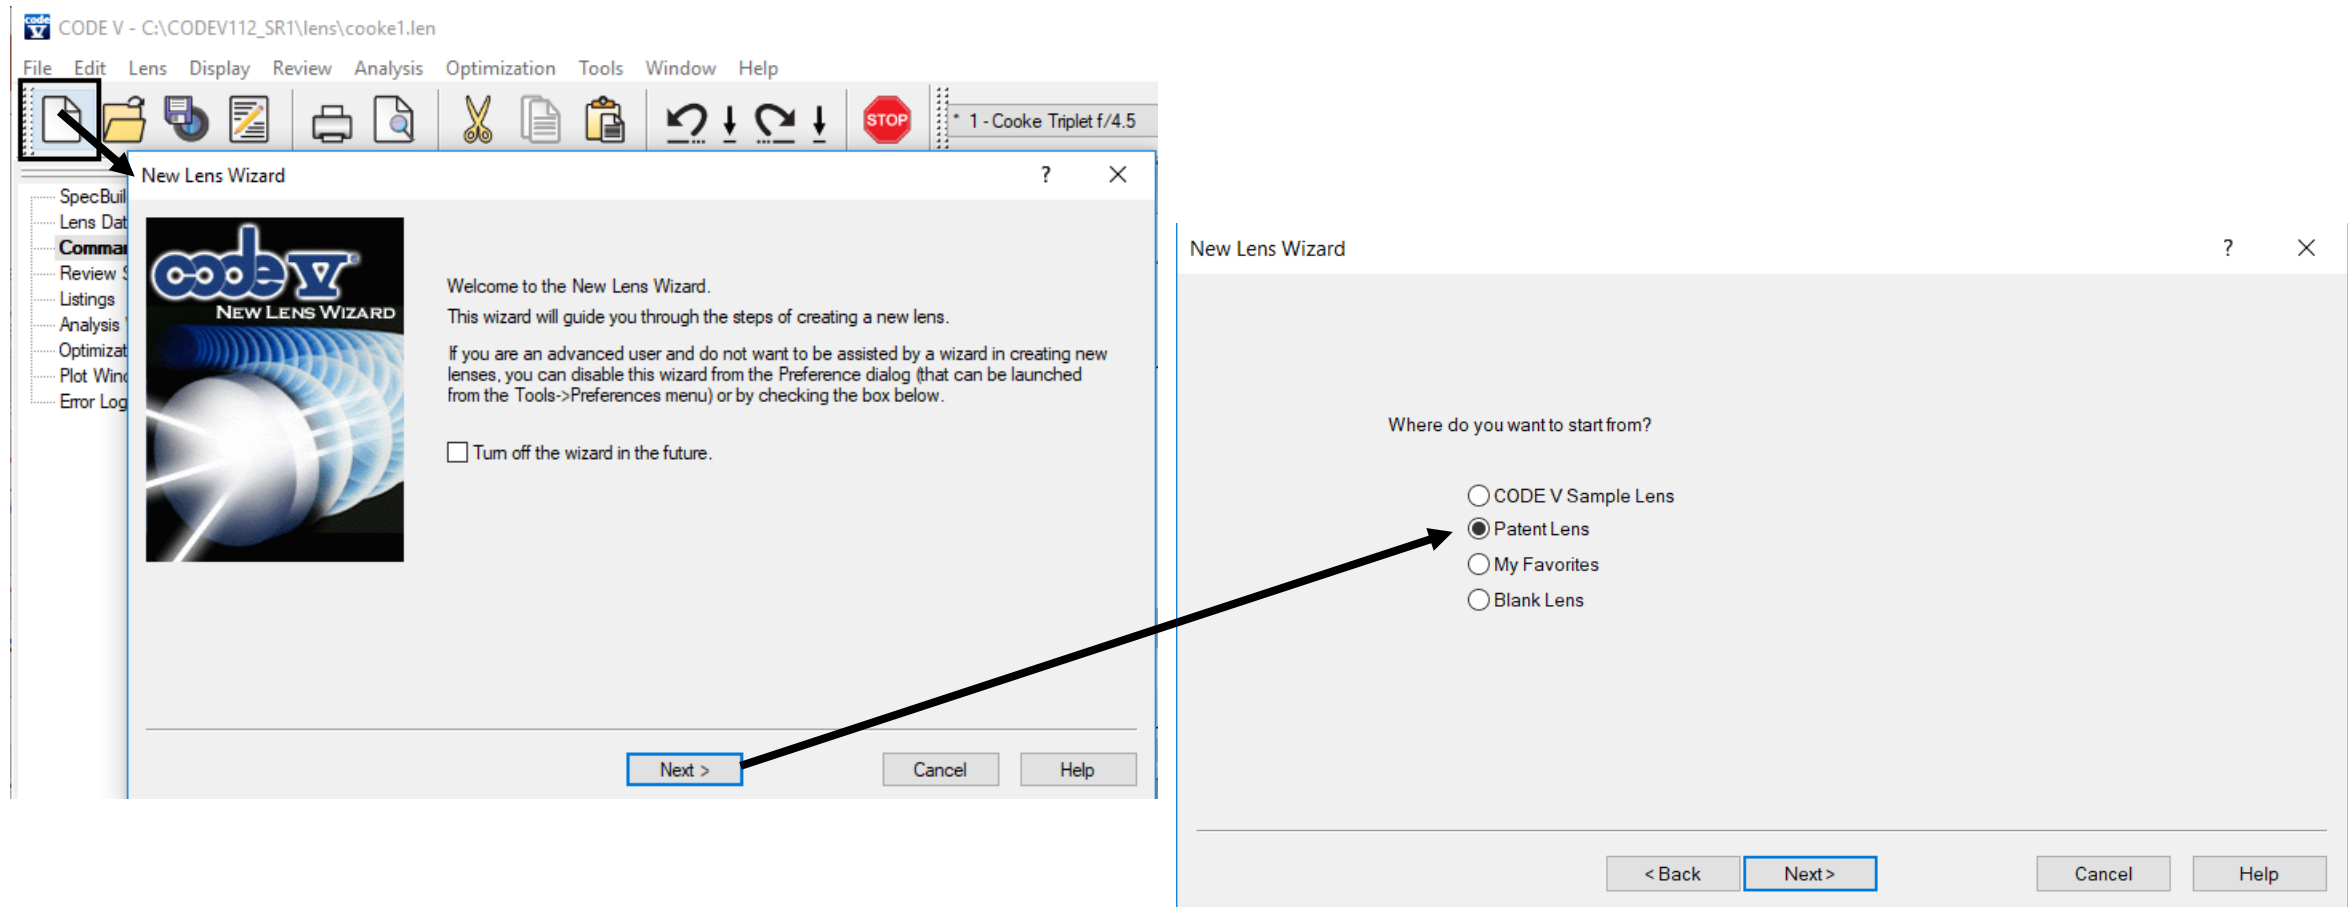 code V
CODE V - C:\CODEV112_SR1\lens\cooke1.len
File Edit Lens Display Review Analysis Optimization Tools Window Help
STOP
* 1 - Cooke Triplet f/4.5
New Lens Wizard ? ×
SpecBuil
Lens Dat
Comma
Review S
Listings
Analysis
Optimizat
Plot Wind
Error Log
code V
NEW LENS WIZARD
Welcome to the New Lens Wizard.
This wizard will guide you through the steps of creating a new lens.
If you are an advanced user and do not want to be assisted by a wizard in creating new
lenses, you can disable this wizard from the Preference dialog (that can be launched
from the Tools->Preferences menu) or by checking the box below.
Turn off the wizard in the future.
Next >
Cancel
Help
New Lens Wizard ? ×
Where do you want to start from?
CODE V Sample Lens
Patent Lens
My Favorites
Blank Lens
< Back
Next >
Cancel
Help